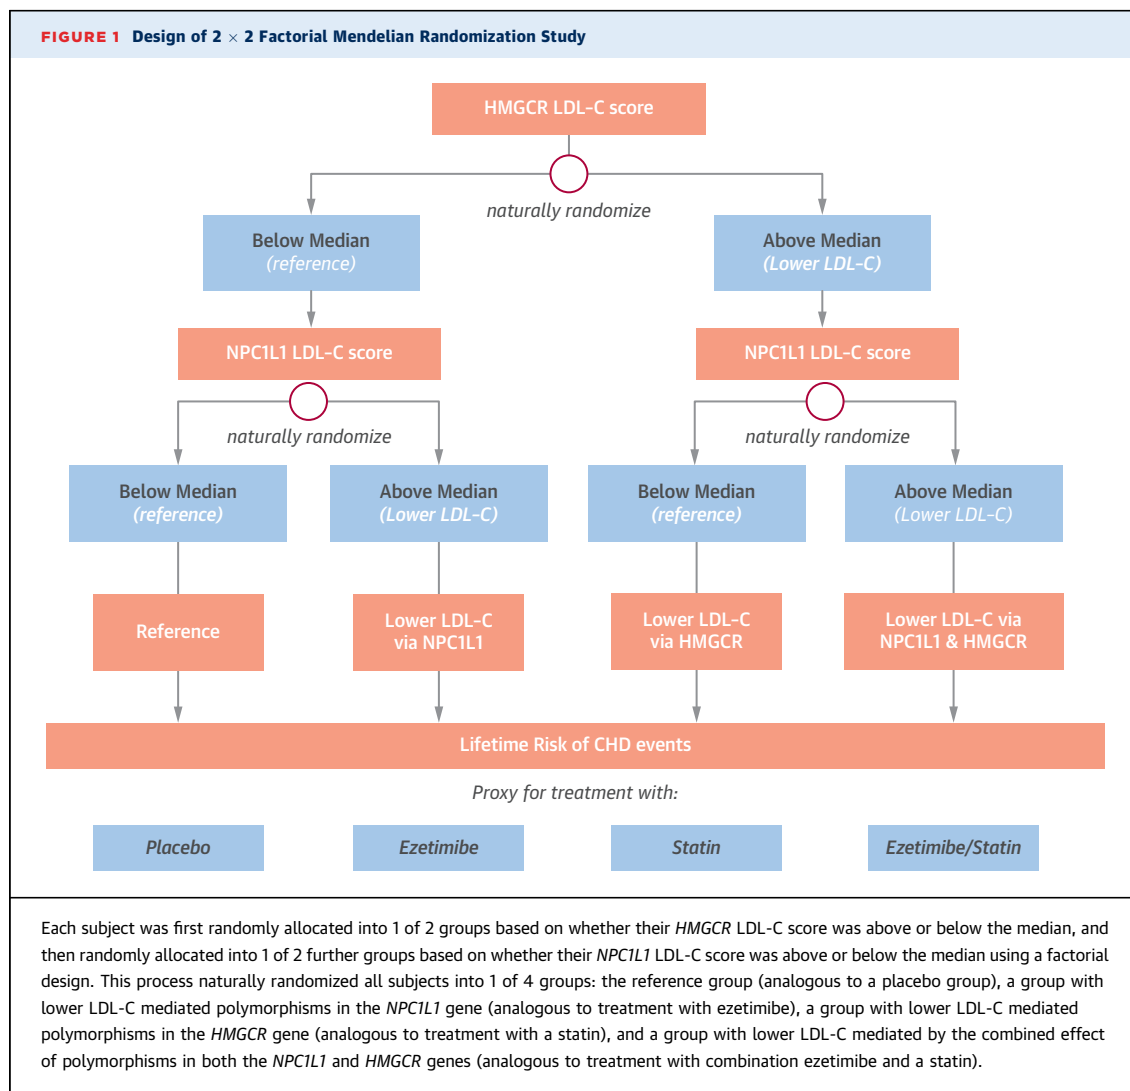 FIGURE 1 Design of 2 × 2 Factorial Mendelian Randomization Study
HMGCR LDL-C score
naturally randomize
Below Median
(reference)
Above Median
(Lower LDL-C)
NPC1L1 LDL-C score
NPC1L1 LDL-C score
naturally randomize
naturally randomize
Below Median
(reference)
Above Median
(Lower LDL-C)
Below Median
(reference)
Above Median
(Lower LDL-C)
Reference
Lower LDL-C
via NPC1L1
Lower LDL-C
via HMGCR
Lower LDL-C via
NPC1L1 & HMGCR
Lifetime Risk of CHD events
Proxy for treatment with:
Placebo
Ezetimibe
Statin
Ezetimibe/Statin
Each subject was first randomly allocated into 1 of 2 groups based on whether their HMGCR LDL-C score was above or below the median, and
then randomly allocated into 1 of 2 further groups based on whether their NPC1L1 LDL-C score was above or below the median using a factorial
design. This process naturally randomized all subjects into 1 of 4 groups: the reference group (analogous to a placebo group), a group with
lower LDL-C mediated polymorphisms in the NPC1L1 gene (analogous to treatment with ezetimibe), a group with lower LDL-C mediated
polymorphisms in the HMGCR gene (analogous to treatment with a statin), and a group with lower LDL-C mediated by the combined effect
of polymorphisms in both the NPC1L1 and HMGCR genes (analogous to treatment with combination ezetimibe and a statin).